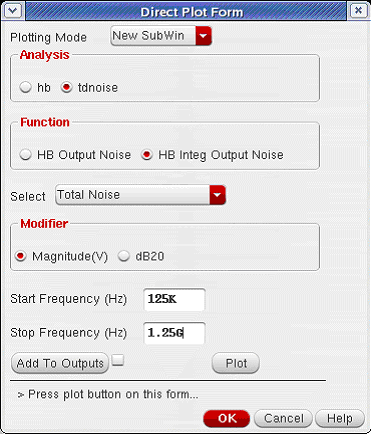 Direct Plot Form
Plotting Mode New SubWin
Analysis
hb tdnoise
Function
HB Output Noise HB Integ Output Noise
Select Total Noise
Modifier
Magnitude(V) dB20
Start Frequency (Hz) 125K
Stop Frequency (Hz) 1.25G
Add To Outputs Plot
> Press plot button on this form...
OK Cancel Help